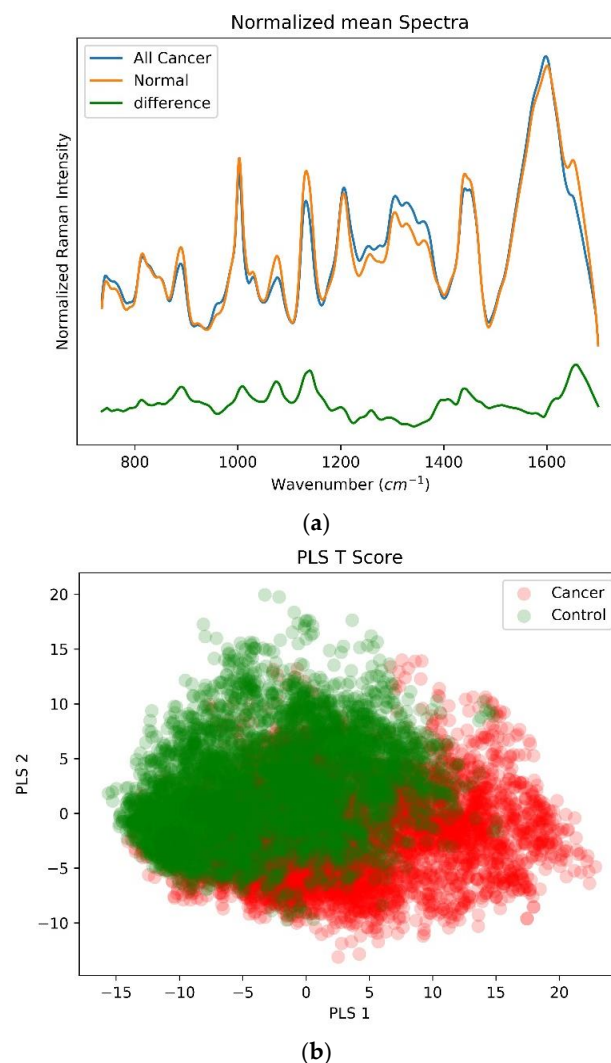 Normalized mean Spectra
All Cancer
Normal
difference
Normalized Raman Intensity
800 1000 1200 1400 1600
Wavenumber (cm⁻¹)
(a)
PLS T Score
Cancer
Control
20
15
10
5
0
−5
−10
PLS 2
−15 −10 −5 0 5 10 15 20
PLS 1
(b)